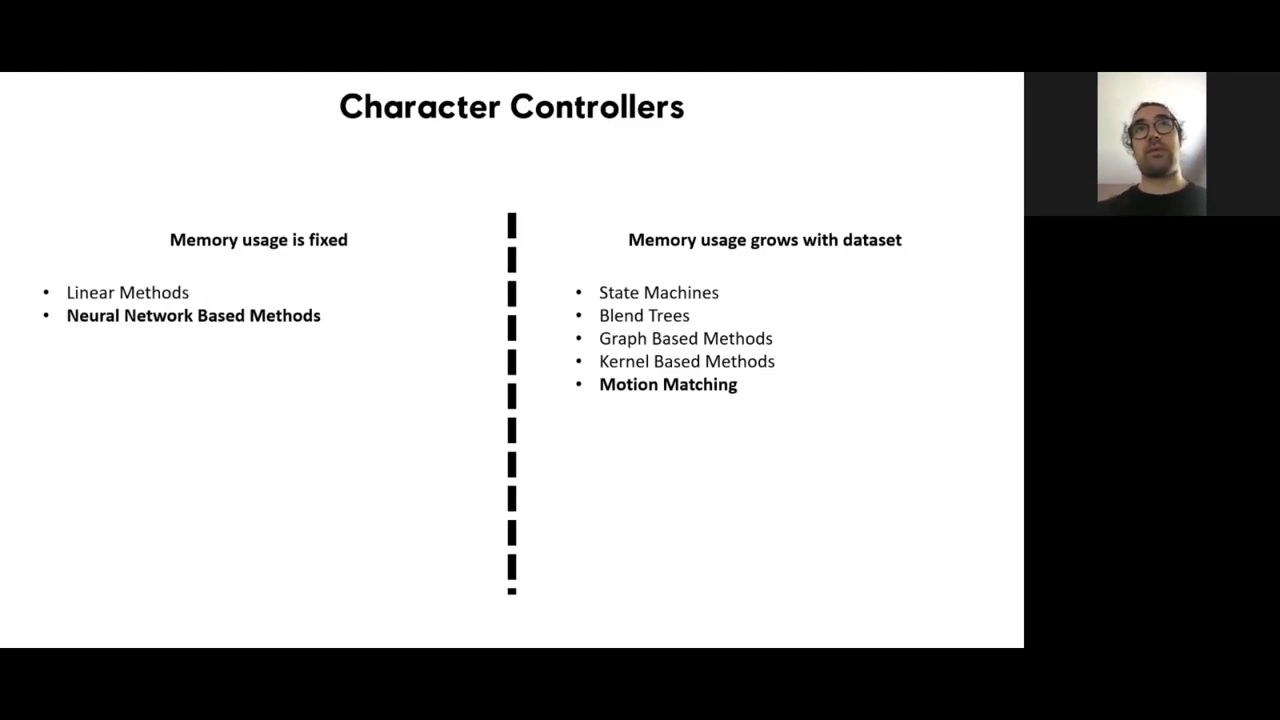 Character Controllers
Memory usage is fixed
• Linear Methods
• Neural Network Based Methods
Memory usage grows with dataset
• State Machines
• Blend Trees
• Graph Based Methods
• Kernel Based Methods
• Motion Matching